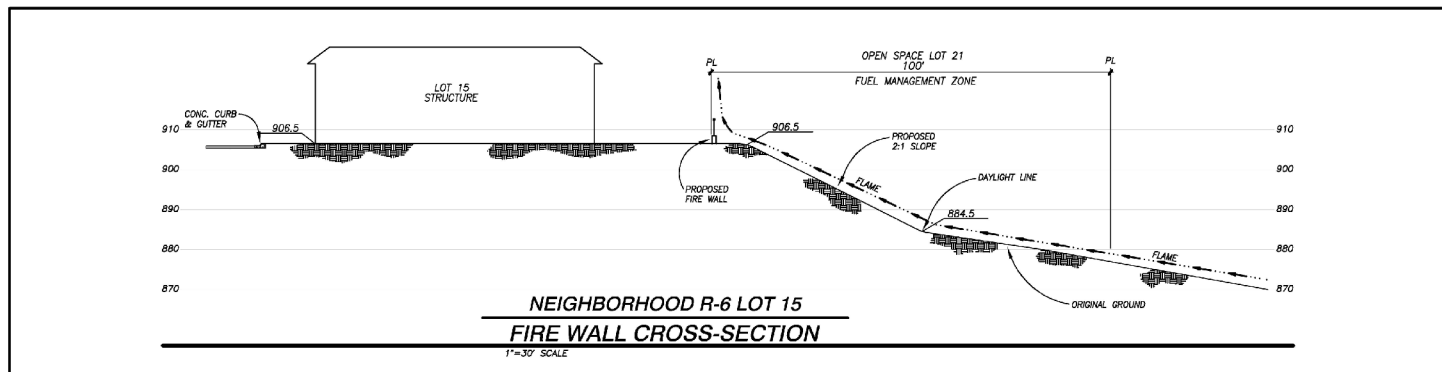 OPEN SPACE LOT 21
PL
100'
PL
FUEL MANAGEMENT ZONE
LOT 15
STRUCTURE
CONC. CURB
& GUTTER
910
906.5
906.5
910
PROPOSED
2:1 SLOPE
900
900
DAYLIGHT LINE
FLAME
PROPOSED
FIRE WALL
890
884.5
890
880
880
FLAME
870
870
ORIGINAL GROUND
NEIGHBORHOOD R-6 LOT 15
FIRE WALL CROSS-SECTION
1"=30' SCALE